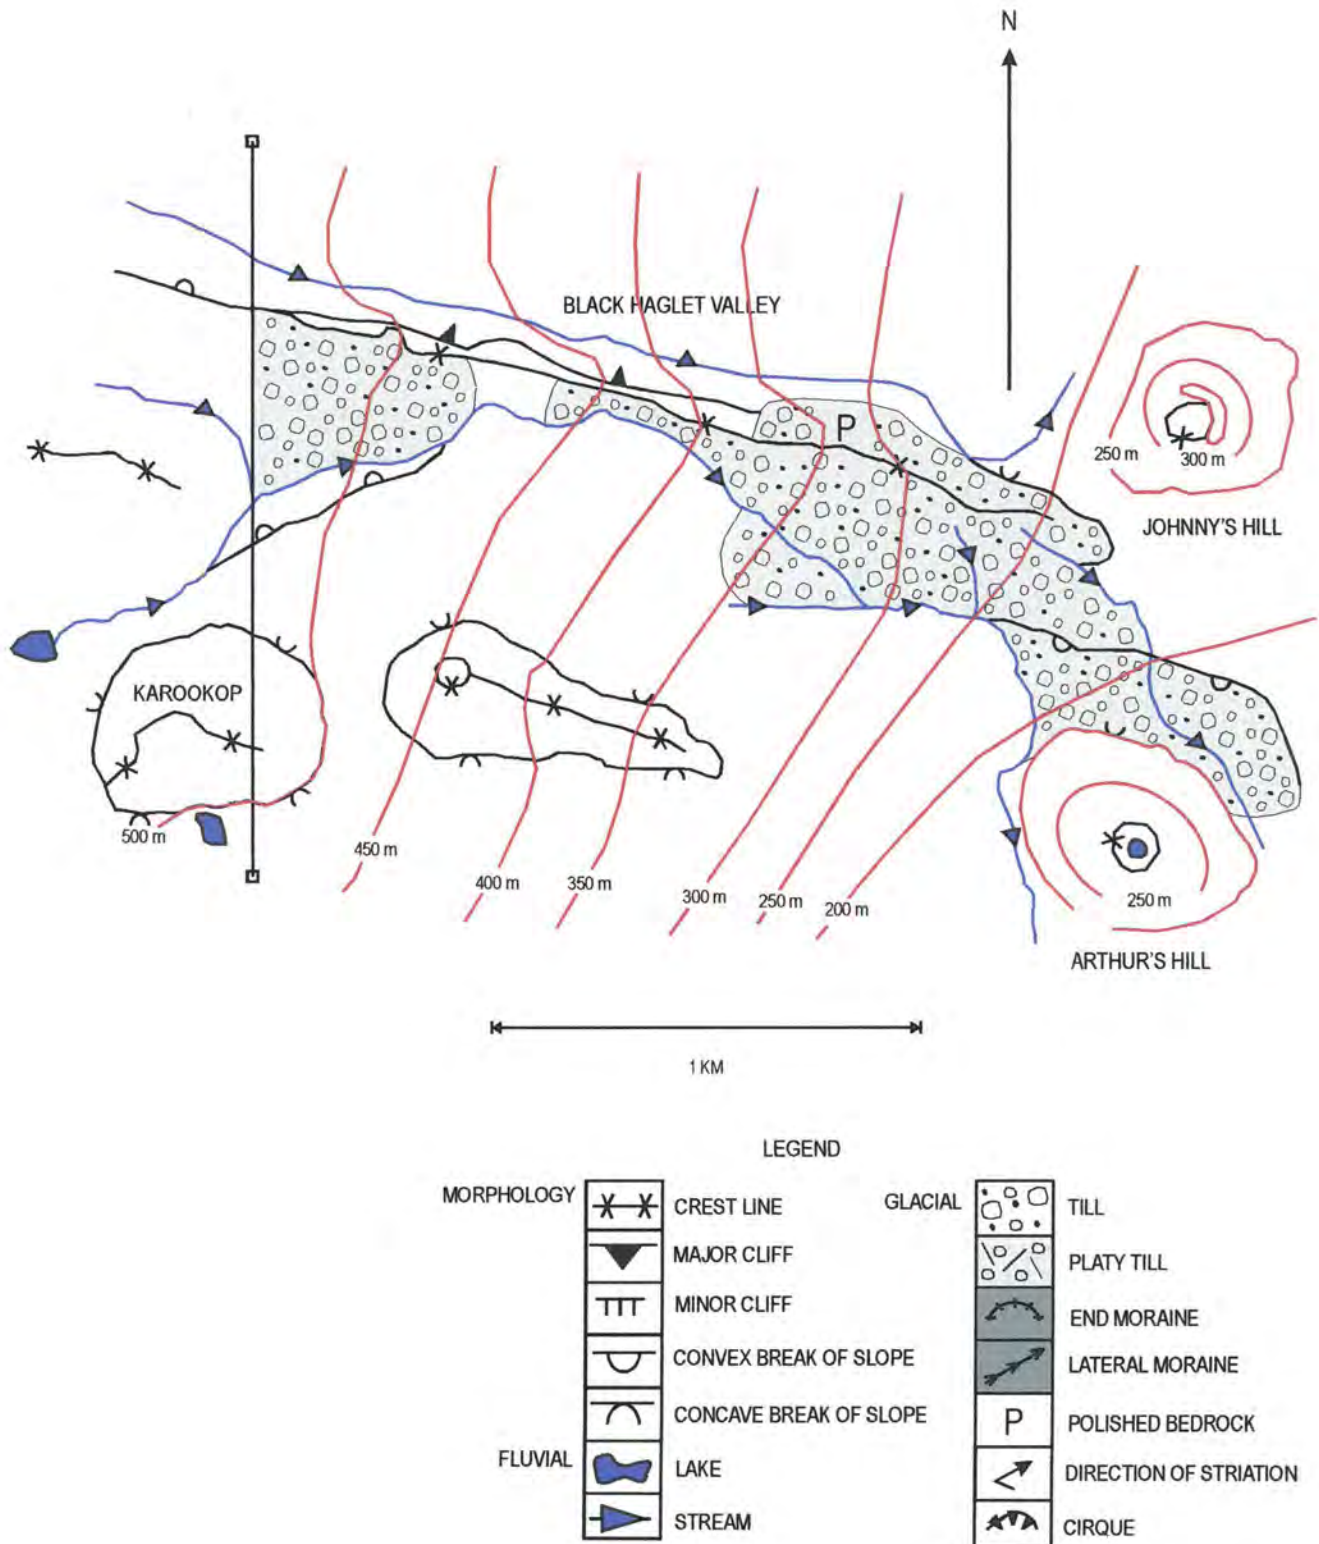 N
BLACK HAGLET VALLEY
P
250 m
300 m
JOHNNY'S HILL
KAROOKOP
500 m
450 m
400 m
350 m
300 m
250 m
200 m
250 m
ARTHUR'S HILL
1 KM
LEGEND
MORPHOLOGY
CREST LINE
MAJOR CLIFF
MINOR CLIFF
CONVEX BREAK OF SLOPE
CONCAVE BREAK OF SLOPE
FLUVIAL
LAKE
STREAM
GLACIAL
TILL
PLATY TILL
END MORAINE
LATERAL MORAINE
P
POLISHED BEDROCK
DIRECTION OF STRIATION
CIRQUE